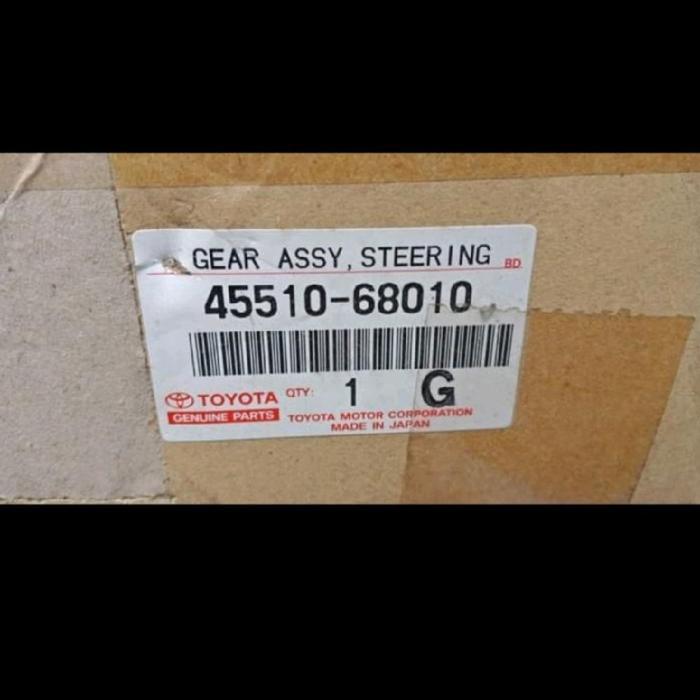 GEAR ASSY, STEERING BD
45510-68010
TOYOTA QTY: 1 G
GENUINE PARTS TOYOTA MOTOR CORPORATION
MADE IN JAPAN